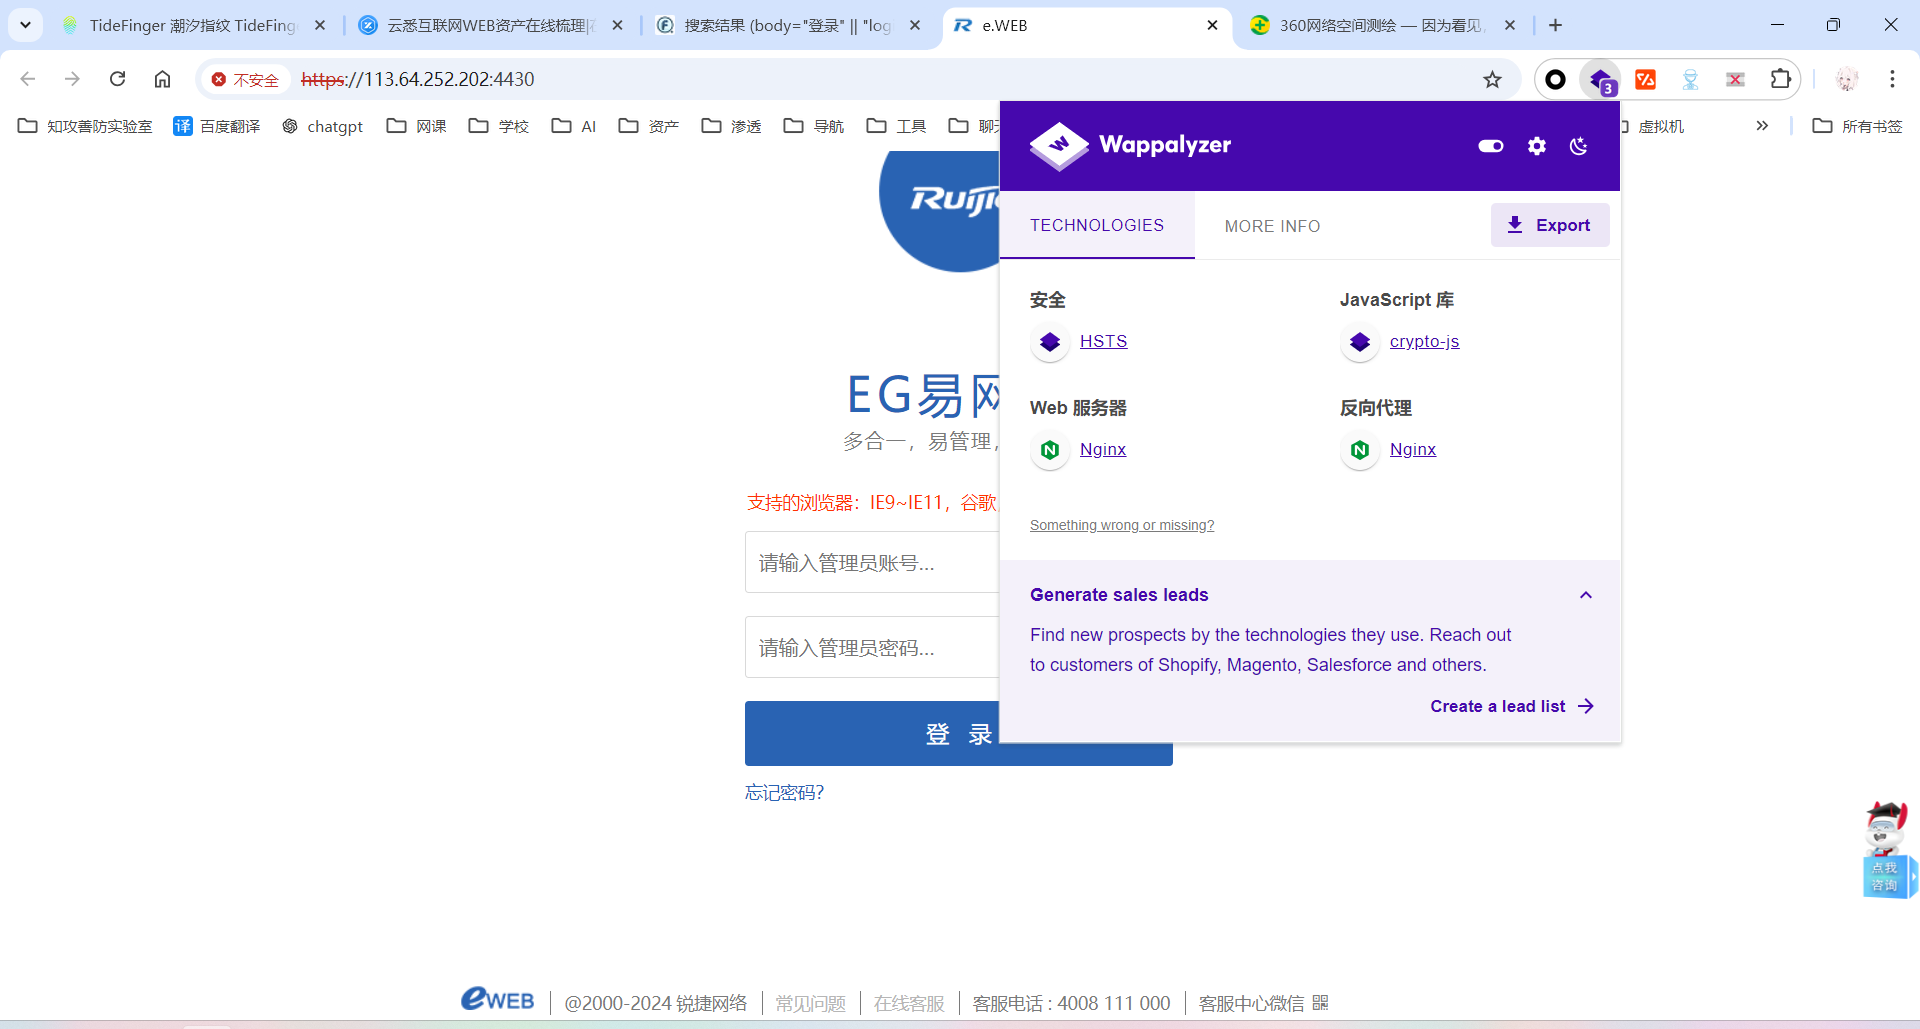 TideFinger 潮汐指纹 TideFing
云悉互联网WEB资产在线梳理|在
搜索结果 (body="登录" || "log
e.WEB
360网络空间测绘 — 因为看见,
不安全
https://113.64.252.202:4430
3
知攻善防实验室
百度翻译
chatgpt
网课
学校
AI
资产
渗透
导航
工具
聊天
虚拟机
所有书签
Ruijie
EG易网
多合一，易管理，
支持的浏览器：IE9~IE11，谷歌
请输入管理员账号...
请输入管理员密码...
登 录
忘记密码？
Wappalyzer
TECHNOLOGIES
MORE INFO
Export
安全
HSTS
JavaScript 库
crypto-js
Web 服务器
Nginx
反向代理
Nginx
Something wrong or missing?
Generate sales leads
Find new prospects by the technologies they use. Reach out
to customers of Shopify, Magento, Salesforce and others.
Create a lead list
点我
咨询
eWEB
@2000-2024 锐捷网络
常见问题
在线客服
客服电话 : 4008 111 000
客服中心微信